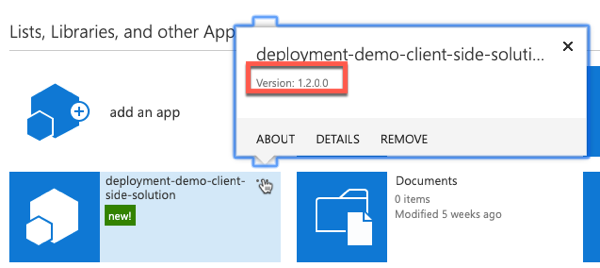 Lists, Libraries, and other App
deployment-demo-client-side-soluti...
Version: 1.2.0.0
ABOUT DETAILS REMOVE
add an app
deployment-demo-client-
side-solution
new!
Documents
0 items
Modified 5 weeks ago